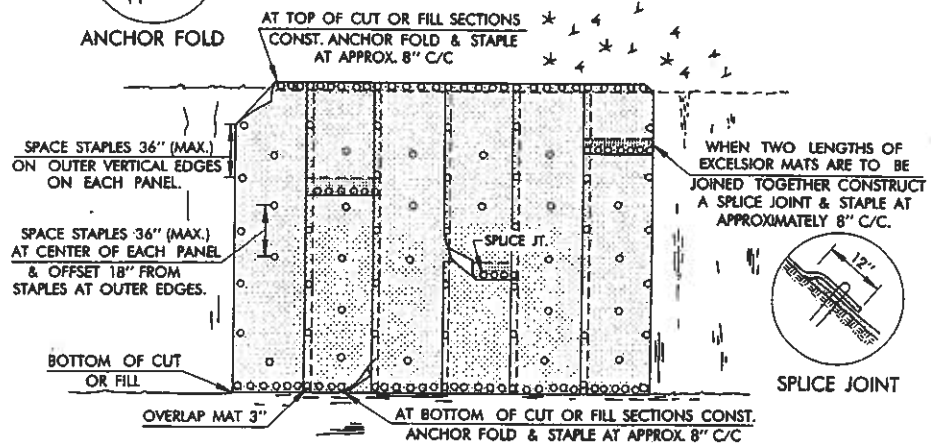 ANCHOR FOLD
AT TOP OF CUT OR FILL SECTIONS
CONST. ANCHOR FOLD & STAPLE
AT APPROX. 8" C/C
SPACE STAPLES 36" (MAX.)
ON OUTER VERTICAL EDGES
ON EACH PANEL.
SPACE STAPLES 36" (MAX.)
AT CENTER OF EACH PANEL
& OFFSET 18" FROM
STAPLES AT OUTER EDGES.
BOTTOM OF CUT
OR FILL
OVERLAP MAT 3"
SPLICE JT.
AT BOTTOM OF CUT OR FILL SECTIONS CONST.
ANCHOR FOLD & STAPLE AT APPROX. 8" C/C
WHEN TWO LENGTHS OF
EXCELSIOR MATS ARE TO BE
JOINED TOGETHER CONSTRUCT
A SPLICE JOINT & STAPLE AT
APPROXIMATELY 8" C/C.
12"
SPLICE JOINT